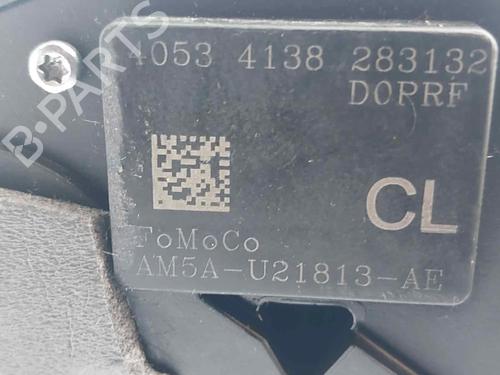 4053 4138 283132
D0PRF
CL
FoMoCo
AM5A-U21813-AE
B-PARTS